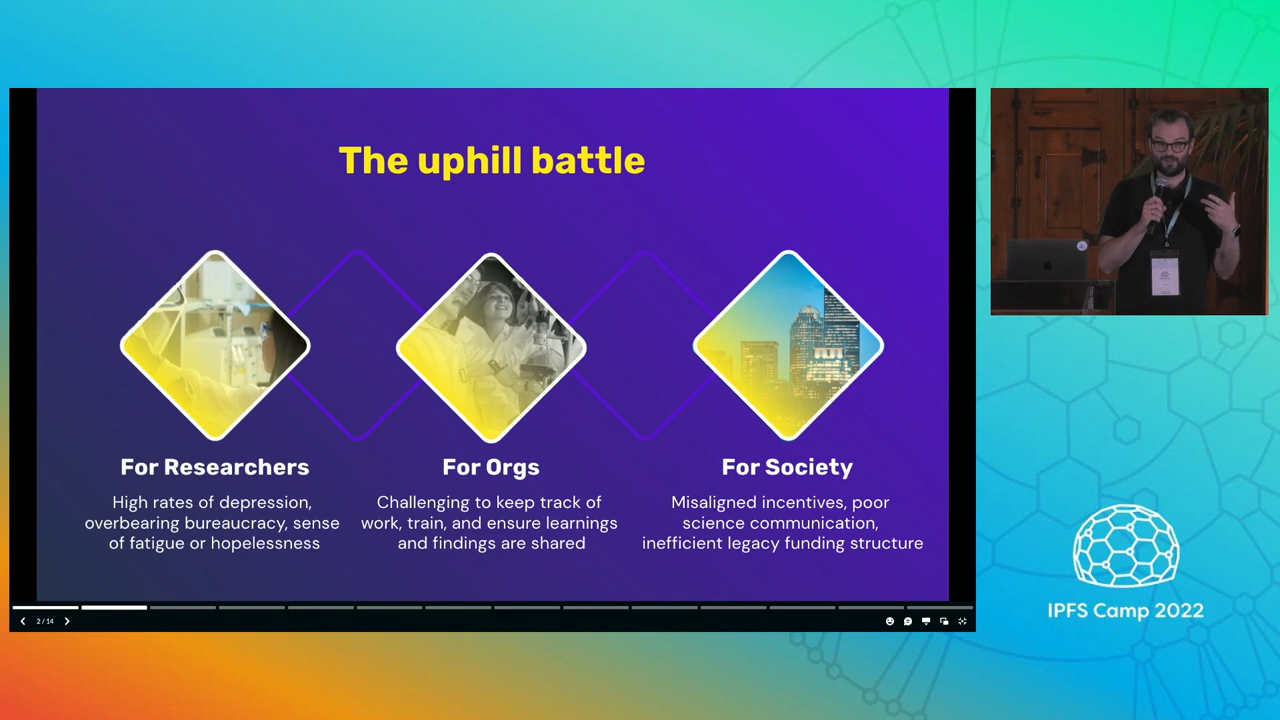 The uphill battle
For Researchers
High rates of depression,
overbearing bureaucracy, sense
of fatigue or hopelessness
For Orgs
Challenging to keep track of
work, train, and ensure learnings
and findings are shared
For Society
Misaligned incentives, poor
science communication,
inefficient legacy funding structure
2 / 14
IPFS Camp 2022